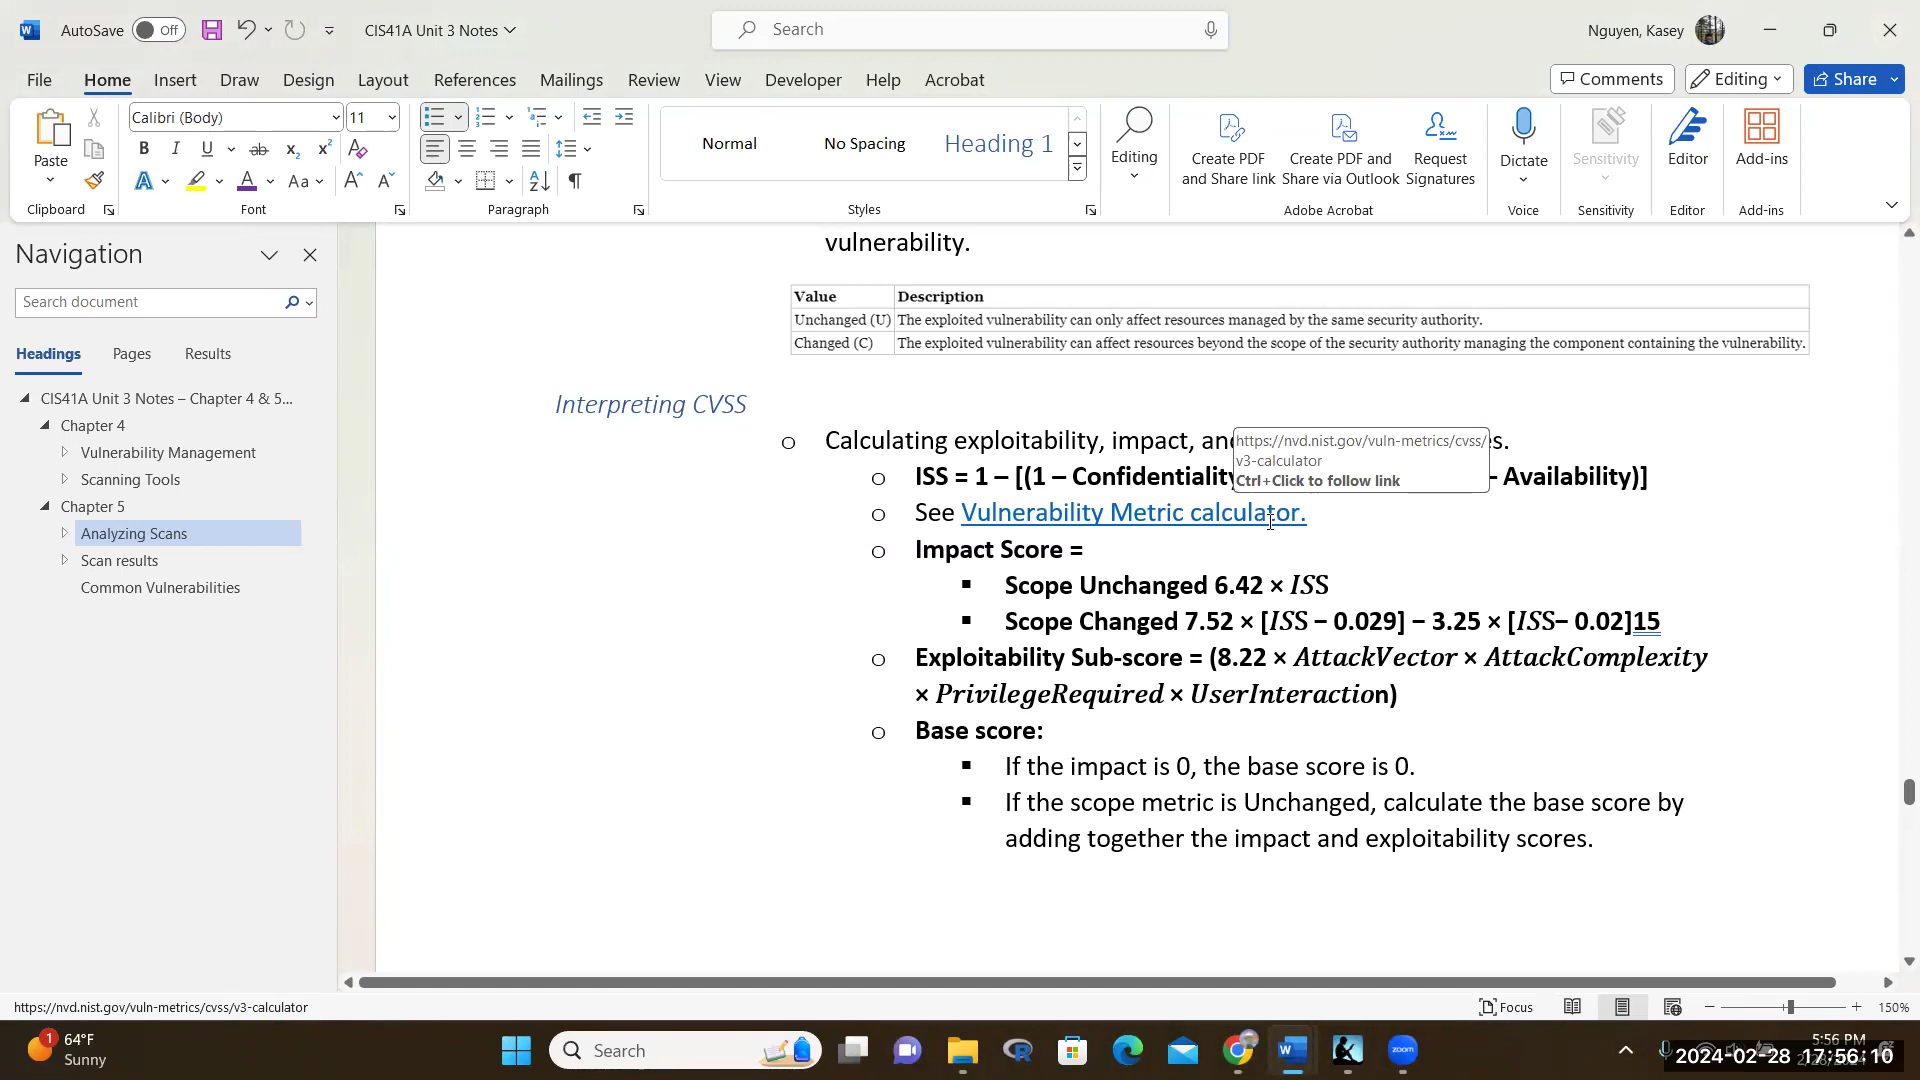 AutoSave Off CIS41A Unit 3 Notes Search Nguyen, Kasey
File Home Insert Draw Design Layout References Mailings Review View Developer Help Acrobat Comments Editing Share
Calibri (Body) 11
Paste
Normal No Spacing Heading 1
Editing
Create PDF and Share link
Create PDF and Share via Outlook
Request Signatures
Dictate
Sensitivity
Editor
Add-ins
Clipboard Font Paragraph Styles Adobe Acrobat Voice Sensitivity Editor Add-ins
Navigation
Search document
Headings Pages Results
CIS41A Unit 3 Notes – Chapter 4 & 5...
Chapter 4
Vulnerability Management
Scanning Tools
Chapter 5
Analyzing Scans
Scan results
Common Vulnerabilities
vulnerability.
Value Description
Unchanged (U) The exploited vulnerability can only affect resources managed by the same security authority.
Changed (C) The exploited vulnerability can affect resources beyond the scope of the security authority managing the component containing the vulnerability.
Interpreting CVSS
o Calculating exploitability, impact, and
https://nvd.nist.gov/vuln-metrics/cvss/
v3-calculator
Ctrl+Click to follow link
o ISS = 1 – [(1 – Confidentiality – Availability)]
o See Vulnerability Metric calculator.
o Impact Score =
▪ Scope Unchanged 6.42 × ISS
▪ Scope Changed 7.52 × [ISS − 0.029] − 3.25 × [ISS− 0.02]15
o Exploitability Sub-score = (8.22 × AttackVector × AttackComplexity
× PrivilegeRequired × UserInteraction)
o Base score:
▪ If the impact is 0, the base score is 0.
▪ If the scope metric is Unchanged, calculate the base score by
adding together the impact and exploitability scores.
https://nvd.nist.gov/vuln-metrics/cvss/v3-calculator Focus 150%
1 64°F
Sunny
Search
zoom
5:56 PM
2024-02-28 17:56:10